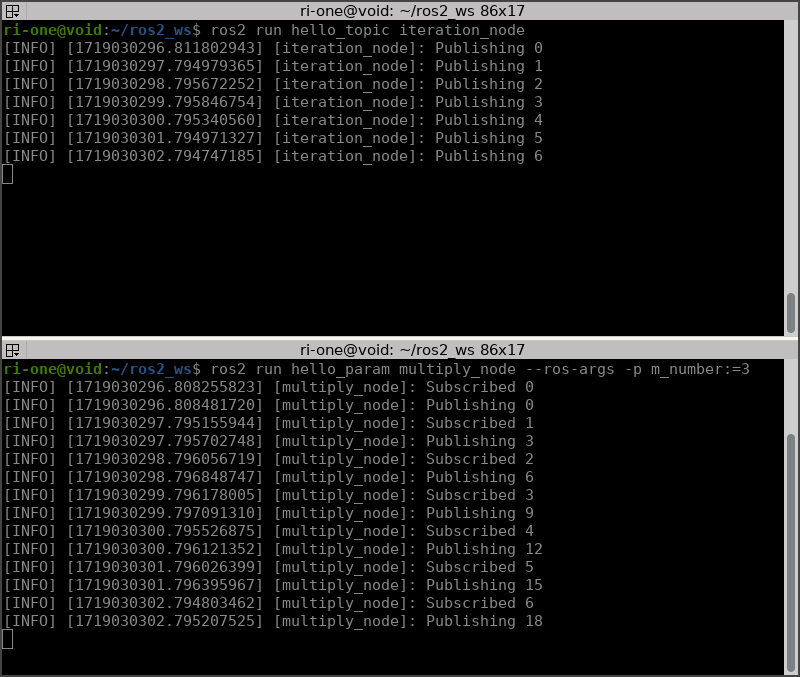 ri-one@void: ~/ros2_ws 86x17
ri-one@void:~/ros2_ws$ ros2 run hello_topic iteration_node
[INFO] [1719030296.811802943] [iteration_node]: Publishing 0
[INFO] [1719030297.794979365] [iteration_node]: Publishing 1
[INFO] [1719030298.795672252] [iteration_node]: Publishing 2
[INFO] [1719030299.795846754] [iteration_node]: Publishing 3
[INFO] [1719030300.795340560] [iteration_node]: Publishing 4
[INFO] [1719030301.794971327] [iteration_node]: Publishing 5
[INFO] [1719030302.794747185] [iteration_node]: Publishing 6
ri-one@void: ~/ros2_ws 86x17
ri-one@void:~/ros2_ws$ ros2 run hello_param multiply_node --ros-args -p m_number:=3
[INFO] [1719030296.808255823] [multiply_node]: Subscribed 0
[INFO] [1719030296.808481720] [multiply_node]: Publishing 0
[INFO] [1719030297.795155944] [multiply_node]: Subscribed 1
[INFO] [1719030297.795702748] [multiply_node]: Publishing 3
[INFO] [1719030298.796056719] [multiply_node]: Subscribed 2
[INFO] [1719030298.796848747] [multiply_node]: Publishing 6
[INFO] [1719030299.796178005] [multiply_node]: Subscribed 3
[INFO] [1719030299.797091310] [multiply_node]: Publishing 9
[INFO] [1719030300.795526875] [multiply_node]: Subscribed 4
[INFO] [1719030300.796121352] [multiply_node]: Publishing 12
[INFO] [1719030301.796026399] [multiply_node]: Subscribed 5
[INFO] [1719030301.796395967] [multiply_node]: Publishing 15
[INFO] [1719030302.794803462] [multiply_node]: Subscribed 6
[INFO] [1719030302.795207525] [multiply_node]: Publishing 18